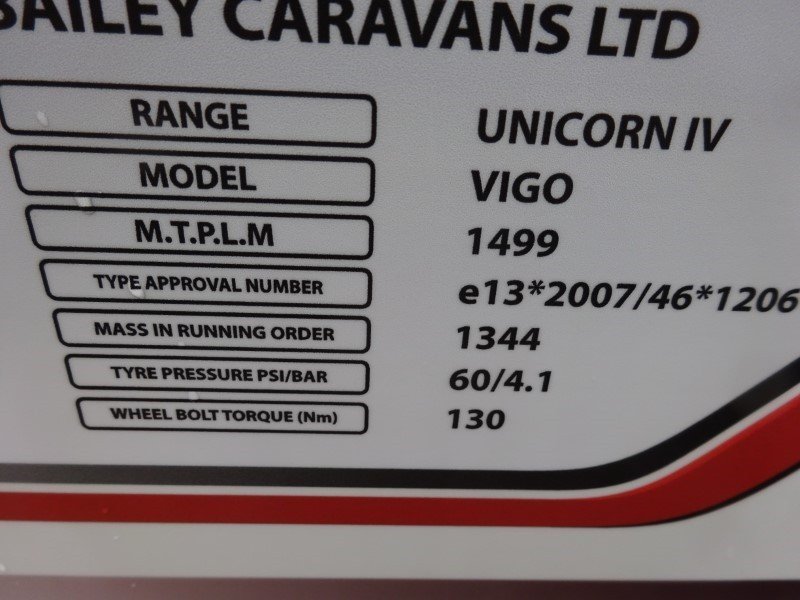 BAILEY CARAVANS LTD
RANGE UNICORN IV
MODEL VIGO
M.T.P.L.M 1499
TYPE APPROVAL NUMBER e13*2007/46*1206
MASS IN RUNNING ORDER 1344
TYRE PRESSURE PSI/BAR 60/4.1
WHEEL BOLT TORQUE (Nm) 130